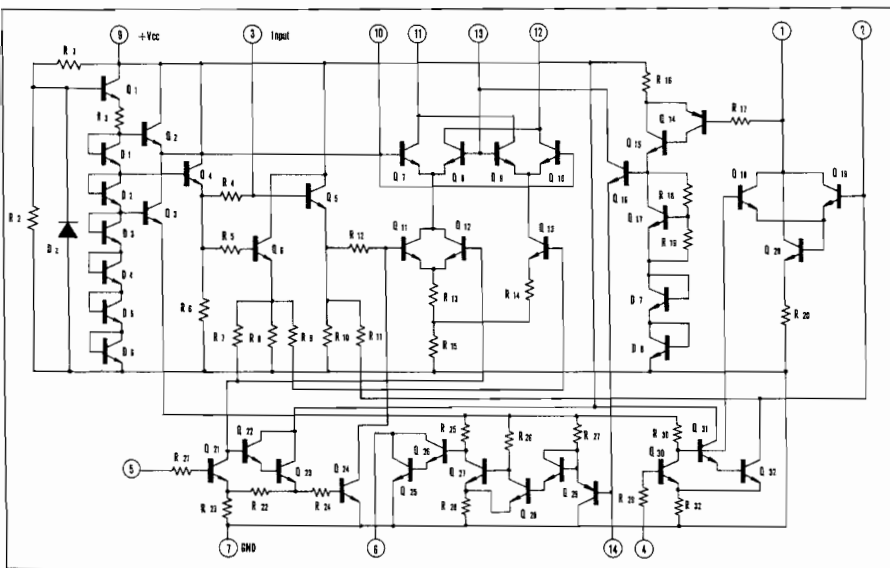 9 +Vcc
3 Input
10
11
13
12
1
2
R 3
Q 1
R 3
D 1
D 2
D 3
D 4
D 5
D 6
R 2
D z
Q 2
Q 3
Q 4
R 4
R 5
R 6
Q 5
Q 6
R 12
R 7
R 8
R 9
R 10
R 11
Q 7
Q 8
Q 9
Q 10
Q 11
Q 12
Q 13
R 13
R 14
R 15
R 16
Q 14
R 17
Q 15
Q 16
R 18
Q 17
R 19
D 7
D 8
Q 18
Q 19
Q 20
R 20
5
R 21
Q 21
Q 22
Q 23
R 22
R 23
R 24
Q 24
7 GND
6
Q 25
Q 26
R 25
Q 27
R 26
R 28
Q 28
R 27
Q 29
14
4
R 29
R 30
Q 30
Q 31
Q 32
R 32